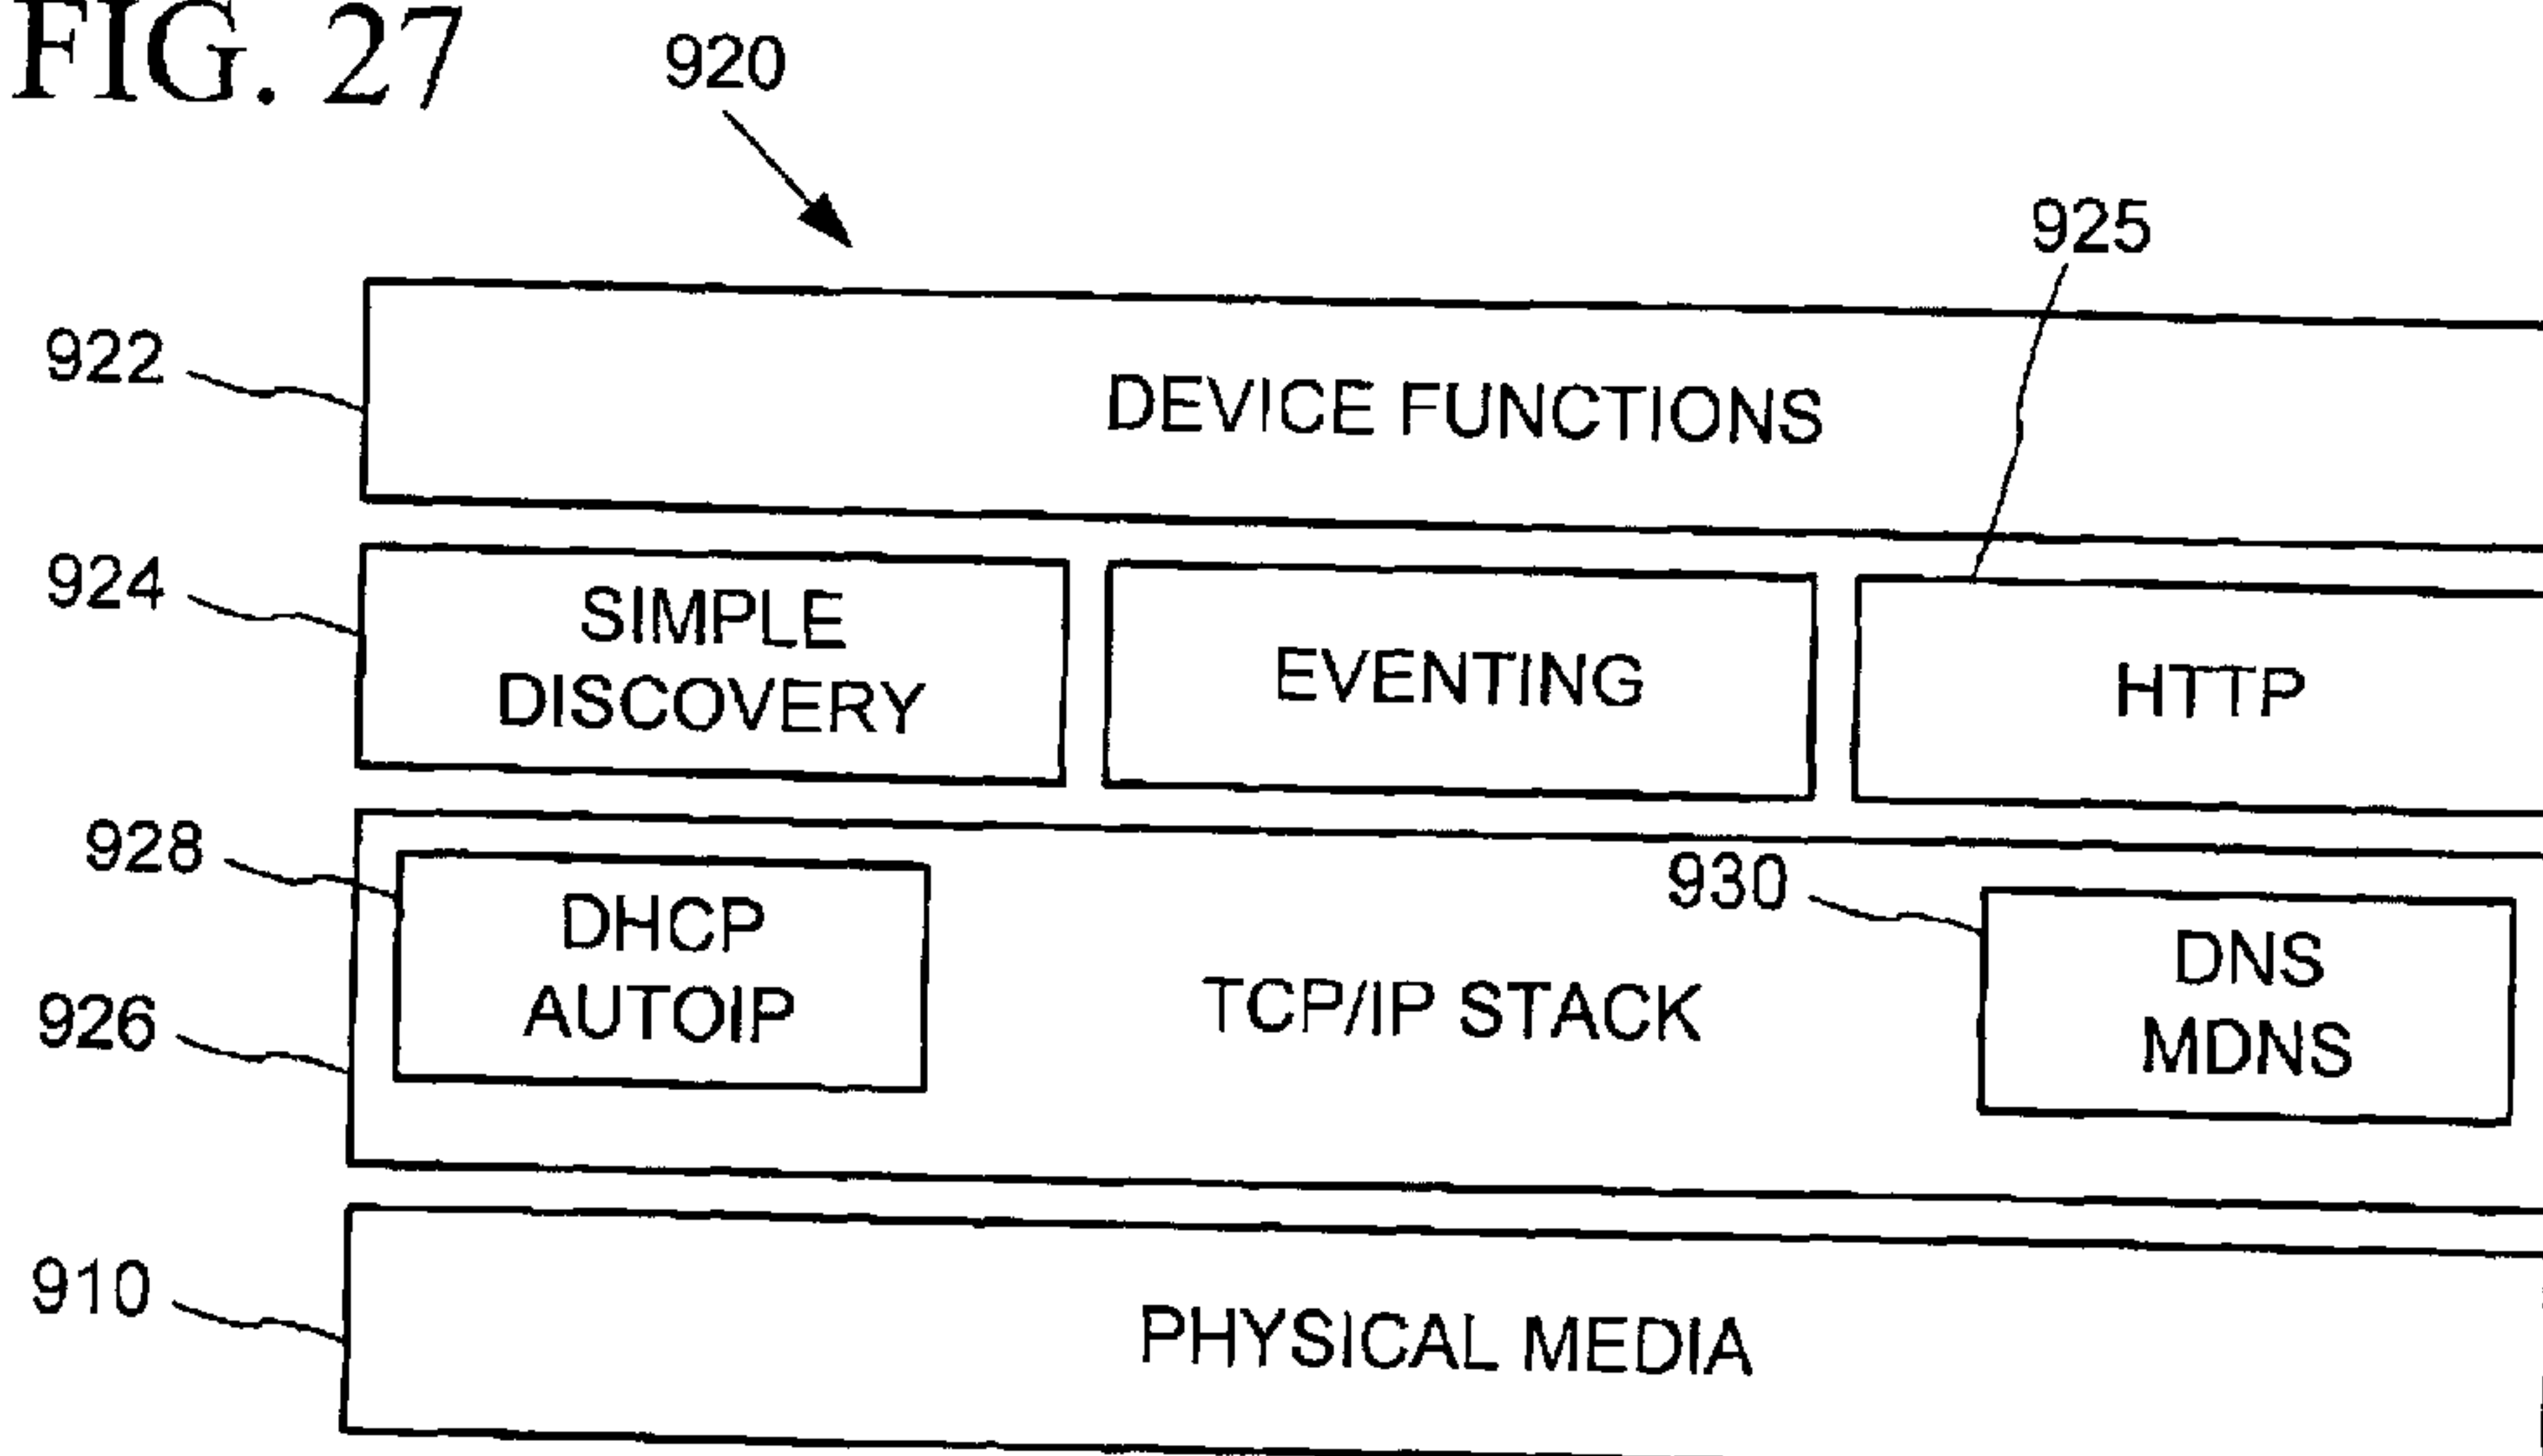 FIG. 27
920
925
922
DEVICE FUNCTIONS
924
SIMPLE
DISCOVERY
EVENTING
HTTP
928
DHCP
AUTOIP
930
DNS
MDNS
926
TCP/IP STACK
910
PHYSICAL MEDIA